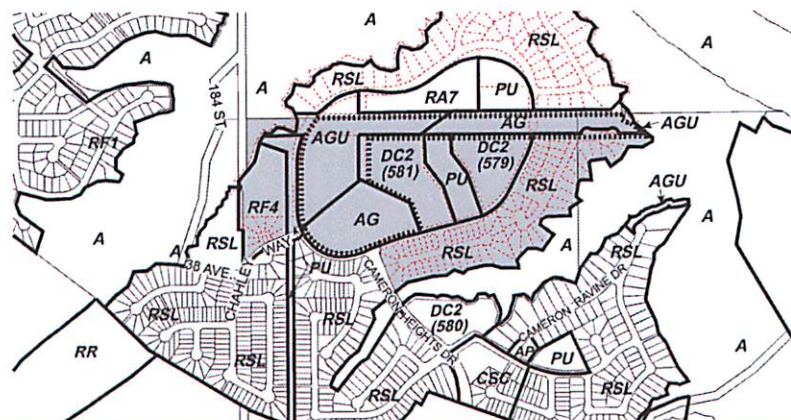 A
A
184 ST.
A
RSL
RSL
A
RA7
PU
RF1
AG
AGU
AGU
DC2
(581)
DC2
(579)
PU
RSL
AGU
RF4
AG
A
A
RSL
WAY
RSL
A
RSL
38 AVE.
PU
CHAHLEY
CAMERON HEIGHTS DR
DC2
(580)
CAMERON RAVINE DR
RSL
RSL
RSL
RR
RSL
AP
PU
A
CSC
RSL
RSL